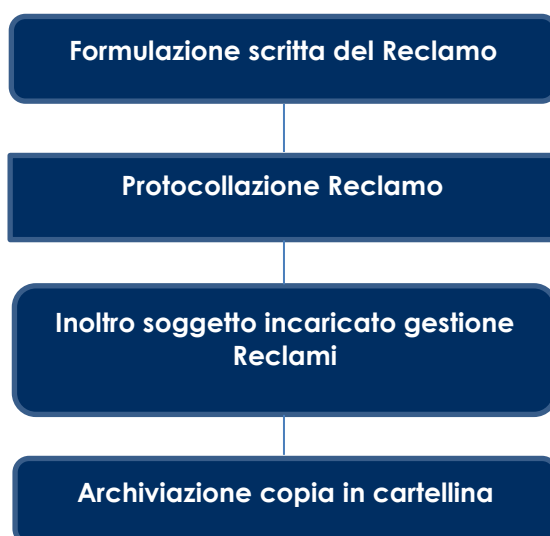 Formulazione scritta del Reclamo
Protocollazione Reclamo
Inoltro soggetto incaricato gestione
Reclami
Archiviazione copia in cartellina